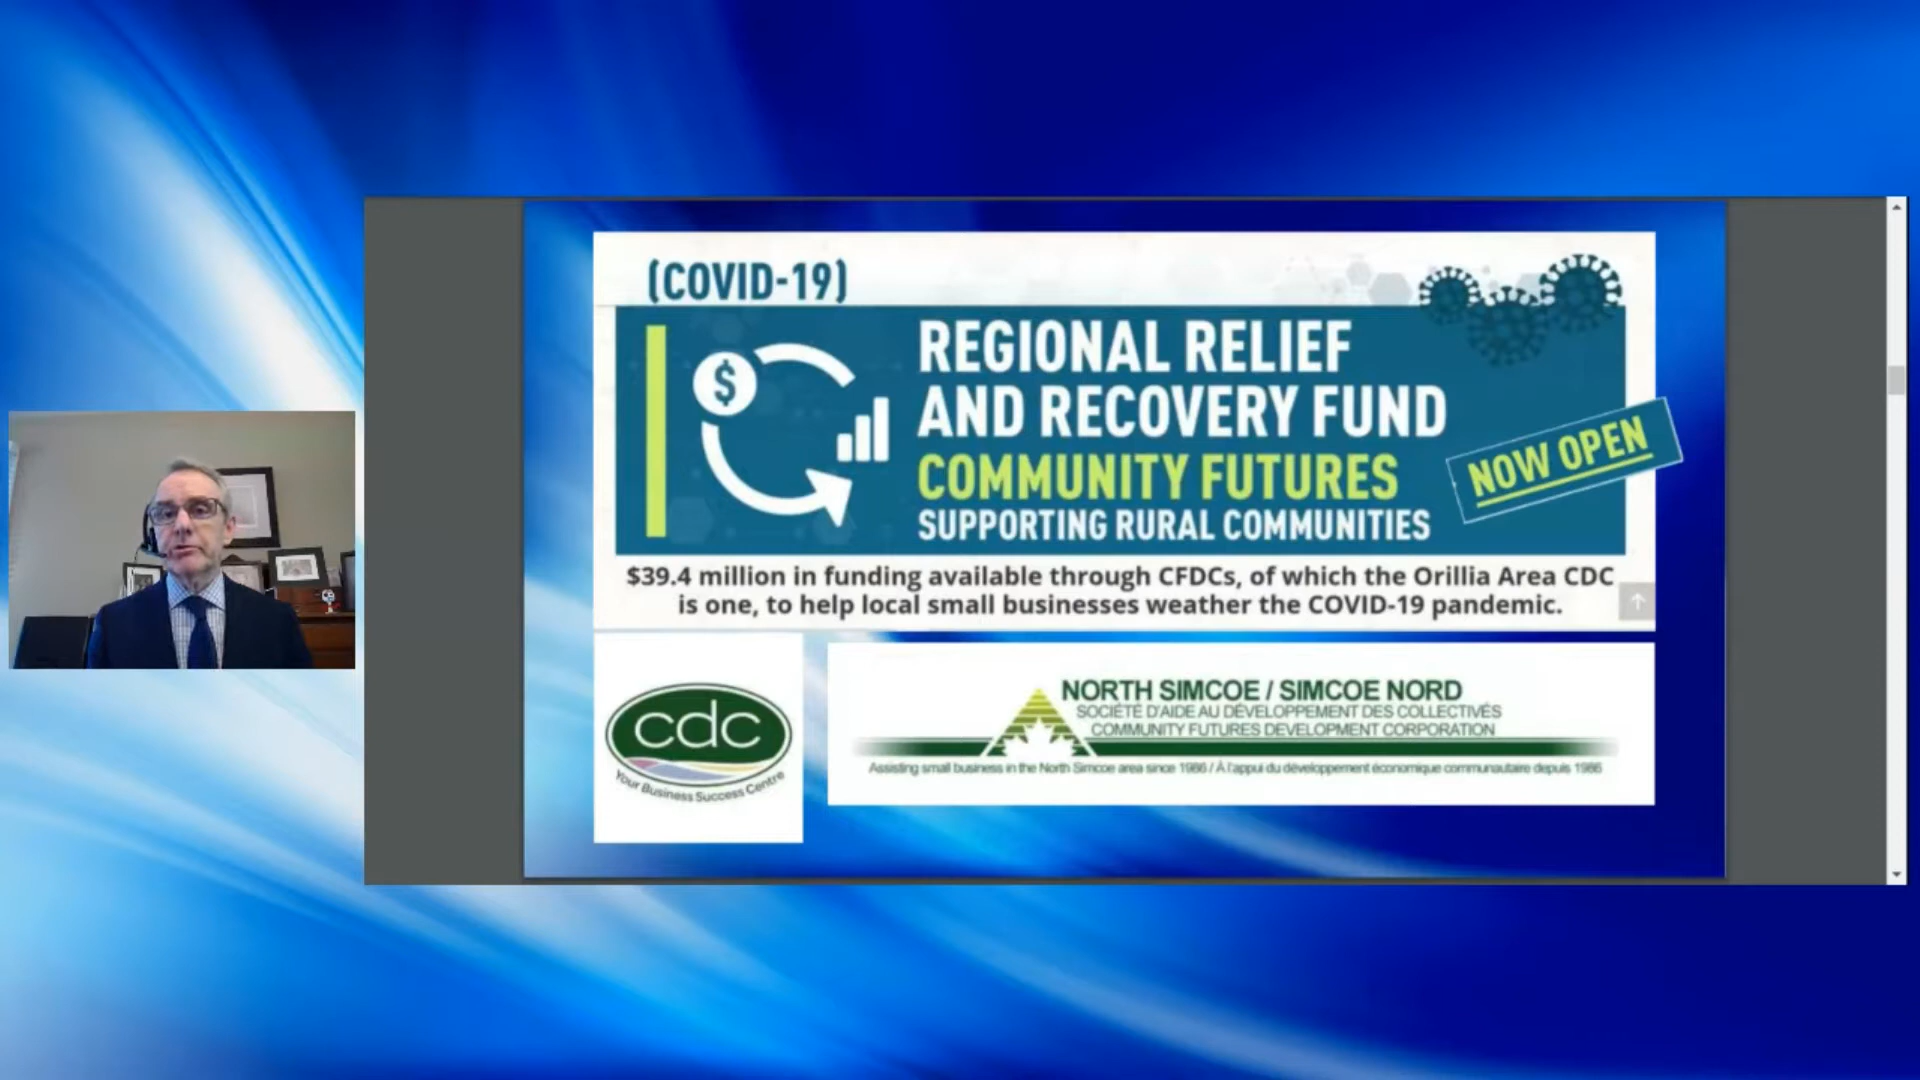 (COVID-19)
$
REGIONAL RELIEF
AND RECOVERY FUND
COMMUNITY FUTURES
SUPPORTING RURAL COMMUNITIES
NOW OPEN
$39.4 million in funding available through CFDCs, of which the Orillia Area CDC
is one, to help local small businesses weather the COVID-19 pandemic.
cdc
Your Business Success Centre
NORTH SIMCOE / SIMCOE NORD
SOCIÉTÉ D'AIDE AU DÉVELOPPEMENT DES COLLECTIVÉS
COMMUNITY FUTURES DEVELOPMENT CORPORATION
Assisting small business in the North Simcoe area since 1986 / À l'appui du développement économique communautaire depuis 1986